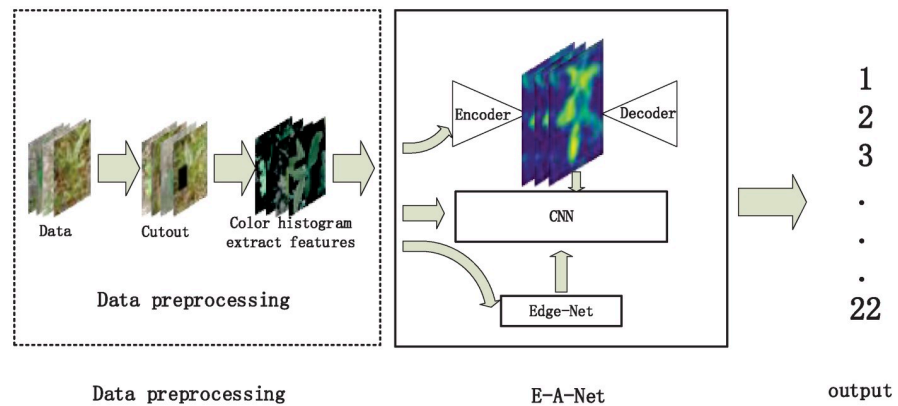 Data
Cutout
Color histogram
extract features
Data preprocessing
Encoder
Decoder
CNN
Edge-Net
1
2
3
.
.
.
22
Data preprocessing
E-A-Net
output